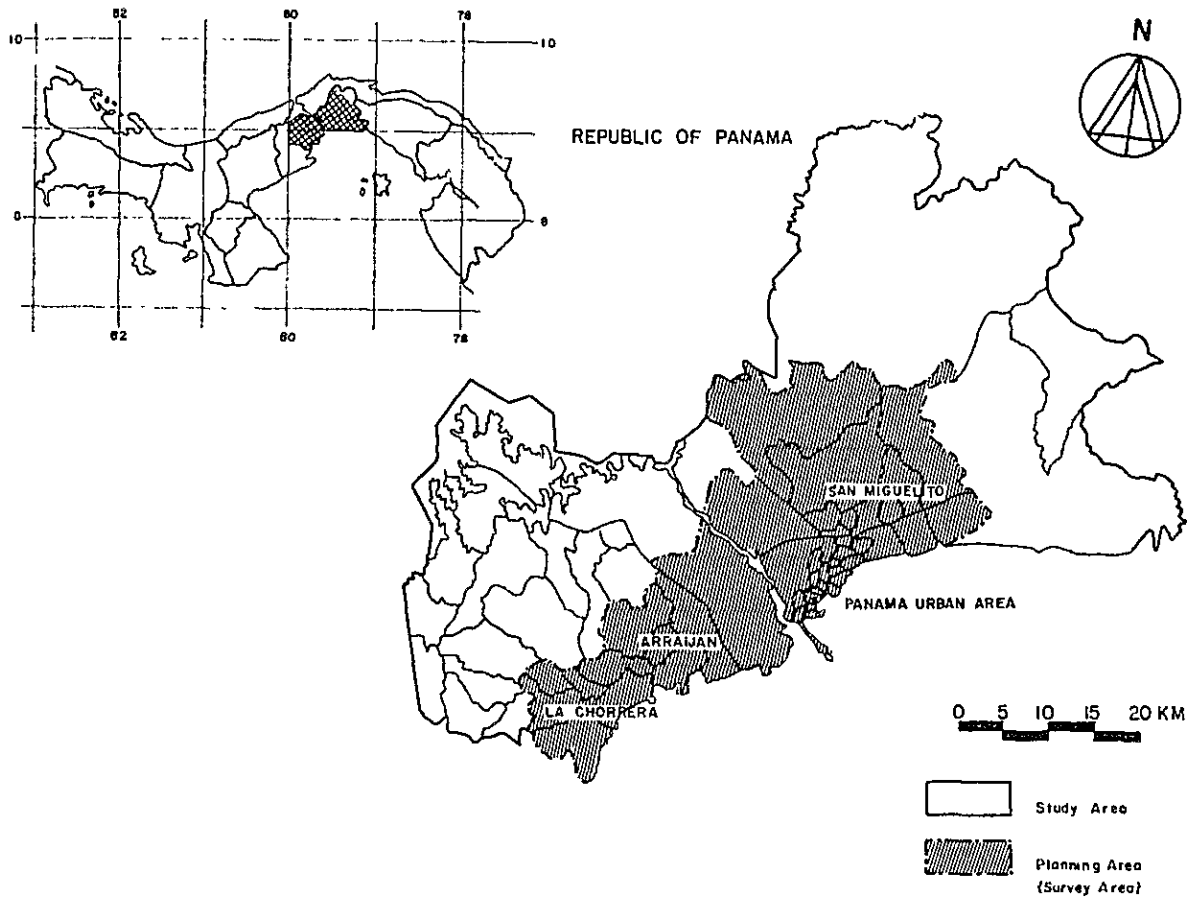 82
80
78
10
10
0
8
82
80
78
N
REPUBLIC OF PANAMA
SAN MIGUELITO
PANAMA URBAN AREA
ARRAIJAN
LA CHORRERA
0 5 10 15 20 KM
Study Area
Planning Area
(Survey Area)